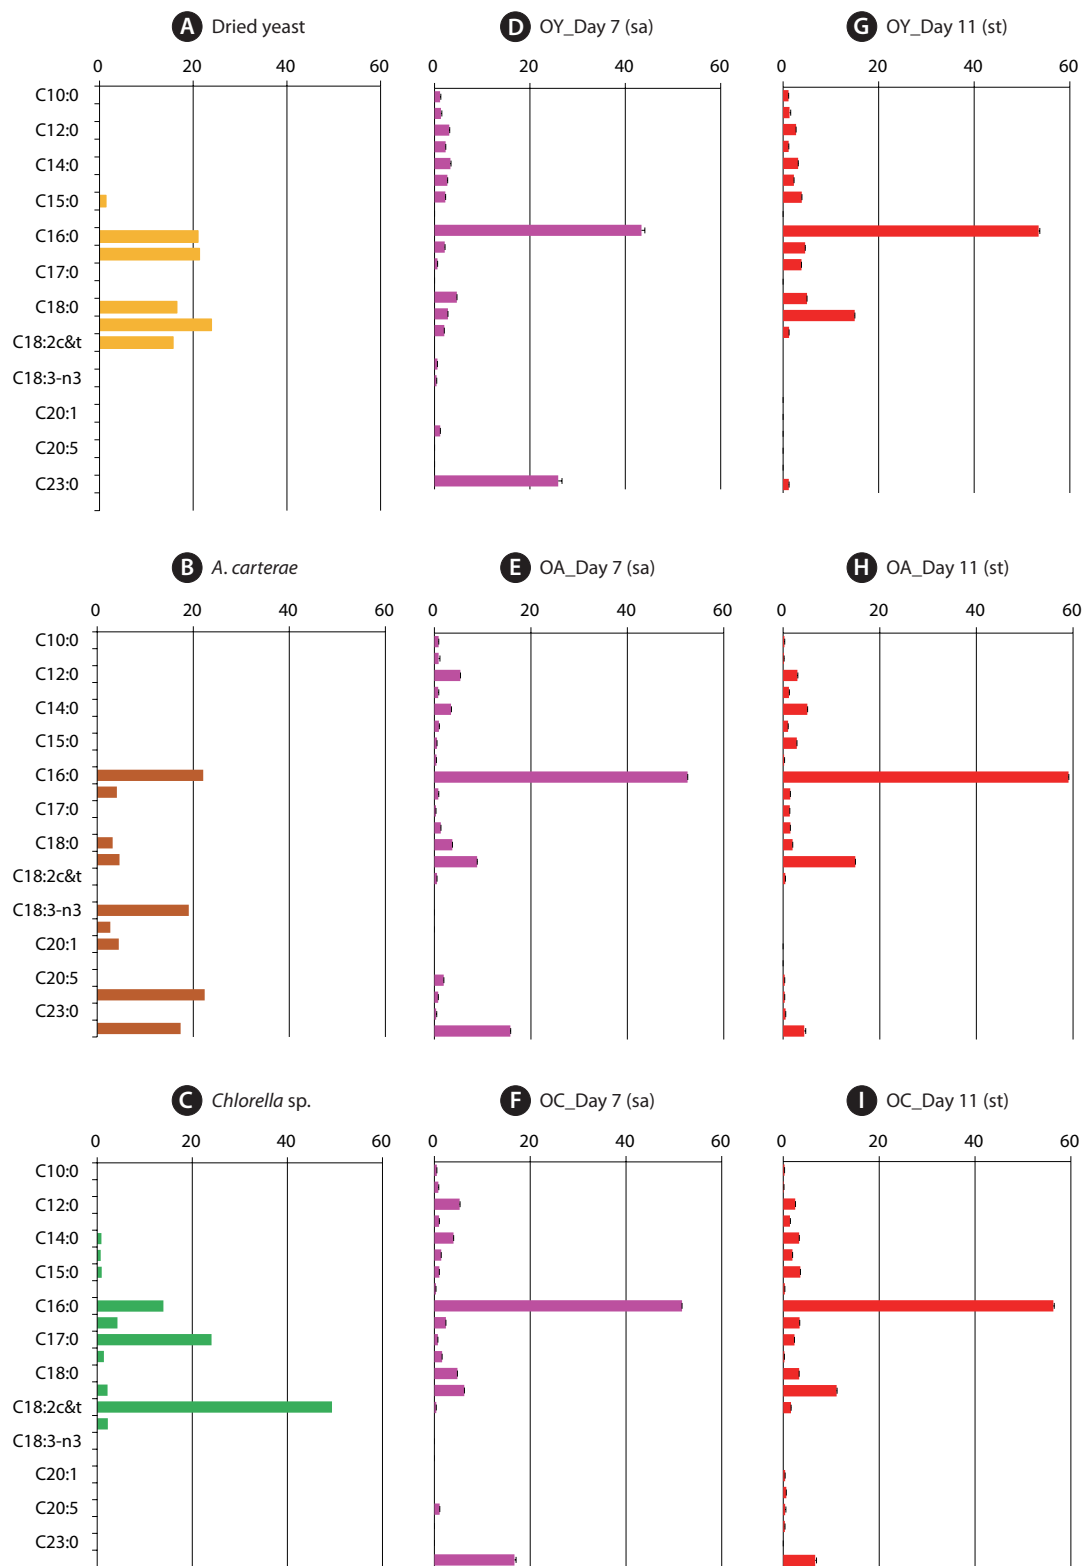 A Dried yeast
D OY_Day 7 (sa)
G OY_Day 11 (st)
0 20 40 60
0 20 40 60
0 20 40 60
C10:0
C12:0
C14:0
C15:0
C16:0
C17:0
C18:0
C18:2c&t
C18:3-n3
C20:1
C20:5
C23:0
B A. carterae
E OA_Day 7 (sa)
H OA_Day 11 (st)
0 20 40 60
0 20 40 60
0 20 40 60
C10:0
C12:0
C14:0
C15:0
C16:0
C17:0
C18:0
C18:2c&t
C18:3-n3
C20:1
C20:5
C23:0
C Chlorella sp.
F OC_Day 7 (sa)
I OC_Day 11 (st)
0 20 40 60
0 20 40 60
0 20 40 60
C10:0
C12:0
C14:0
C15:0
C16:0
C17:0
C18:0
C18:2c&t
C18:3-n3
C20:1
C20:5
C23:0